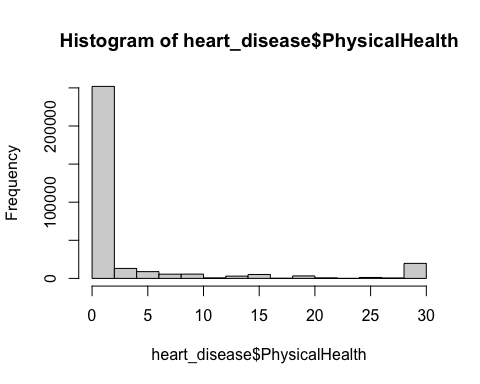 Histogram of heart_disease$PhysicalHealth
Frequency
200000
100000
0
0 5 10 15 20 25 30
heart_disease$PhysicalHealth